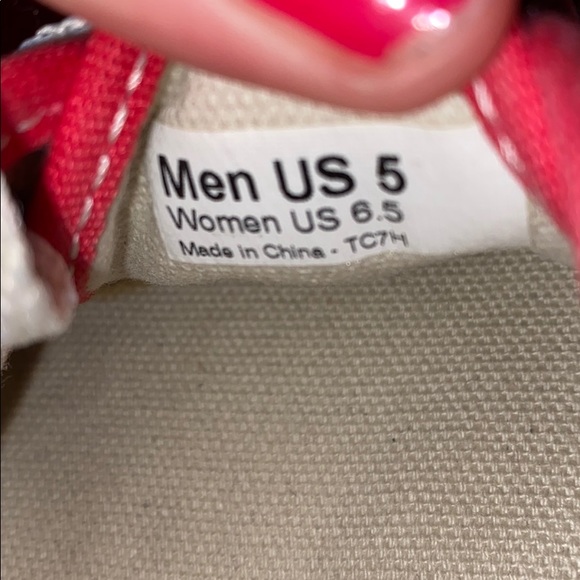 Men US 5
Women US 6.5
Made in China - TC7H